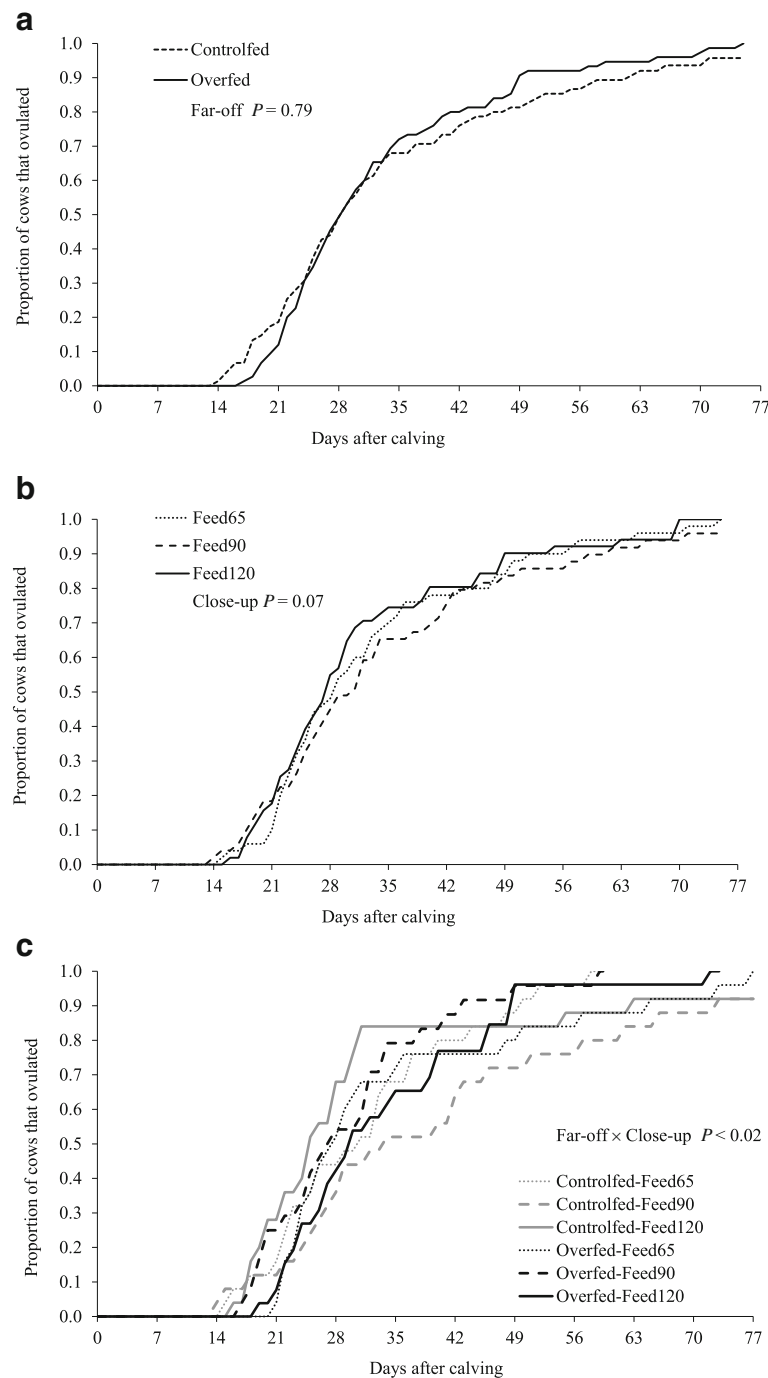 a
Proportion of cows that ovulated
1.0
0.9
0.8
0.7
0.6
0.5
0.4
0.3
0.2
0.1
0.0
Controlfed
Overfed
Far-off P = 0.79
0 7 14 21 28 35 42 49 56 63 70 77
Days after calving
b
Proportion of cows that ovulated
1.0
0.9
0.8
0.7
0.6
0.5
0.4
0.3
0.2
0.1
0.0
Feed65
Feed90
Feed120
Close-up P = 0.07
0 7 14 21 28 35 42 49 56 63 70 77
Days after calving
c
Proportion of cows that ovulated
1.0
0.9
0.8
0.7
0.6
0.5
0.4
0.3
0.2
0.1
0.0
Far-off × Close-up P < 0.02
Controlfed-Feed65
Controlfed-Feed90
Controlfed-Feed120
Overfed-Feed65
Overfed-Feed90
Overfed-Feed120
0 7 14 21 28 35 42 49 56 63 70 77
Days after calving